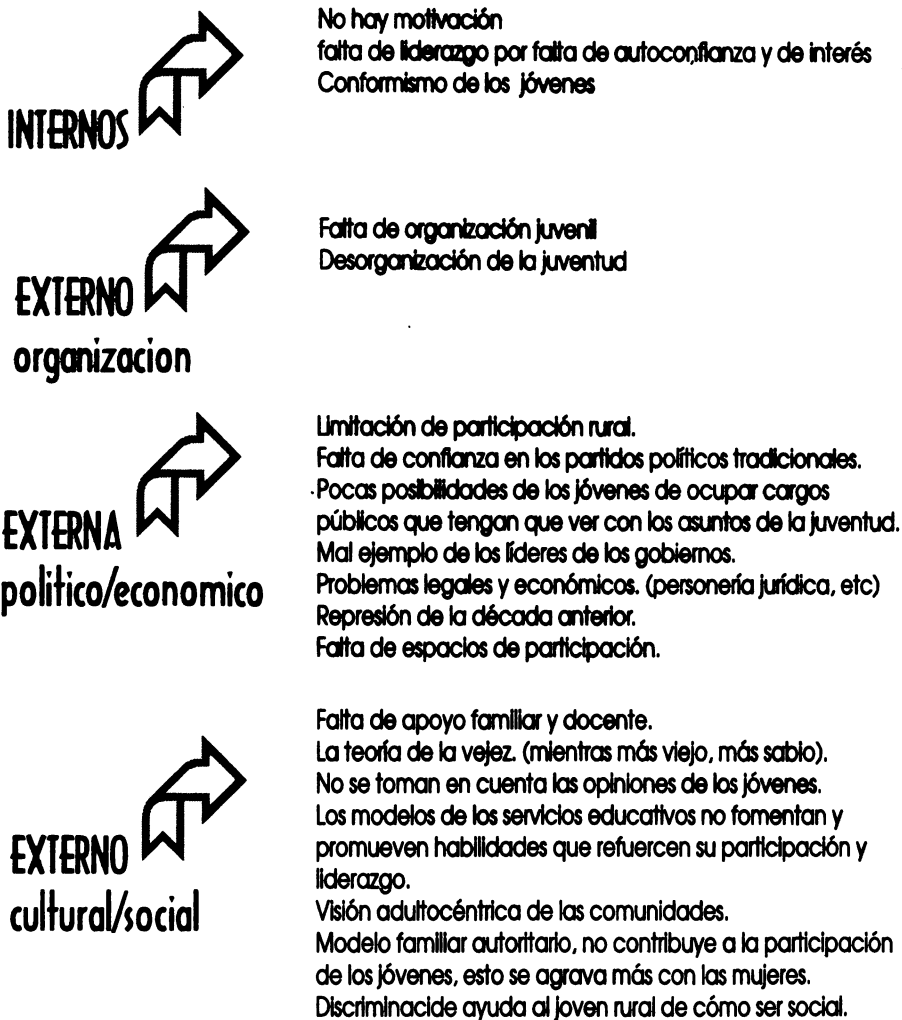 No hay motivación
falta de liderazgo por falta de autoconfianza y de interés
Conformismo de los jóvenes
INTERNOS
Falta de organización juvenil
Desorganización de la juventud
EXTERNO
organizacion
Limitación de participación rural.
Falta de confianza en los partidos políticos tradicionales.
Pocas posibilidades de los jóvenes de ocupar cargos
públicos que tengan que ver con los asuntos de la juventud.
Mal ejemplo de los líderes de los gobiernos.
Problemas legales y económicos. (personería jurídica, etc)
Represión de la década anterior.
Falta de espacios de participación.
EXTERNA
politico/economico
Falta de apoyo familiar y docente.
La teoría de la vejez. (mientras más viejo, más sabio).
No se toman en cuenta las opiniones de los jóvenes.
Los modelos de los servicios educativos no fomentan y
promueven habilidades que refuercen su participación y
liderazgo.
Visión adultocéntrica de las comunidades.
Modelo familiar autoritario, no contribuye a la participación
de los jóvenes, esto se agrava más con las mujeres.
Discriminacide ayuda al joven rural de cómo ser social.
EXTERNO
cultural/social